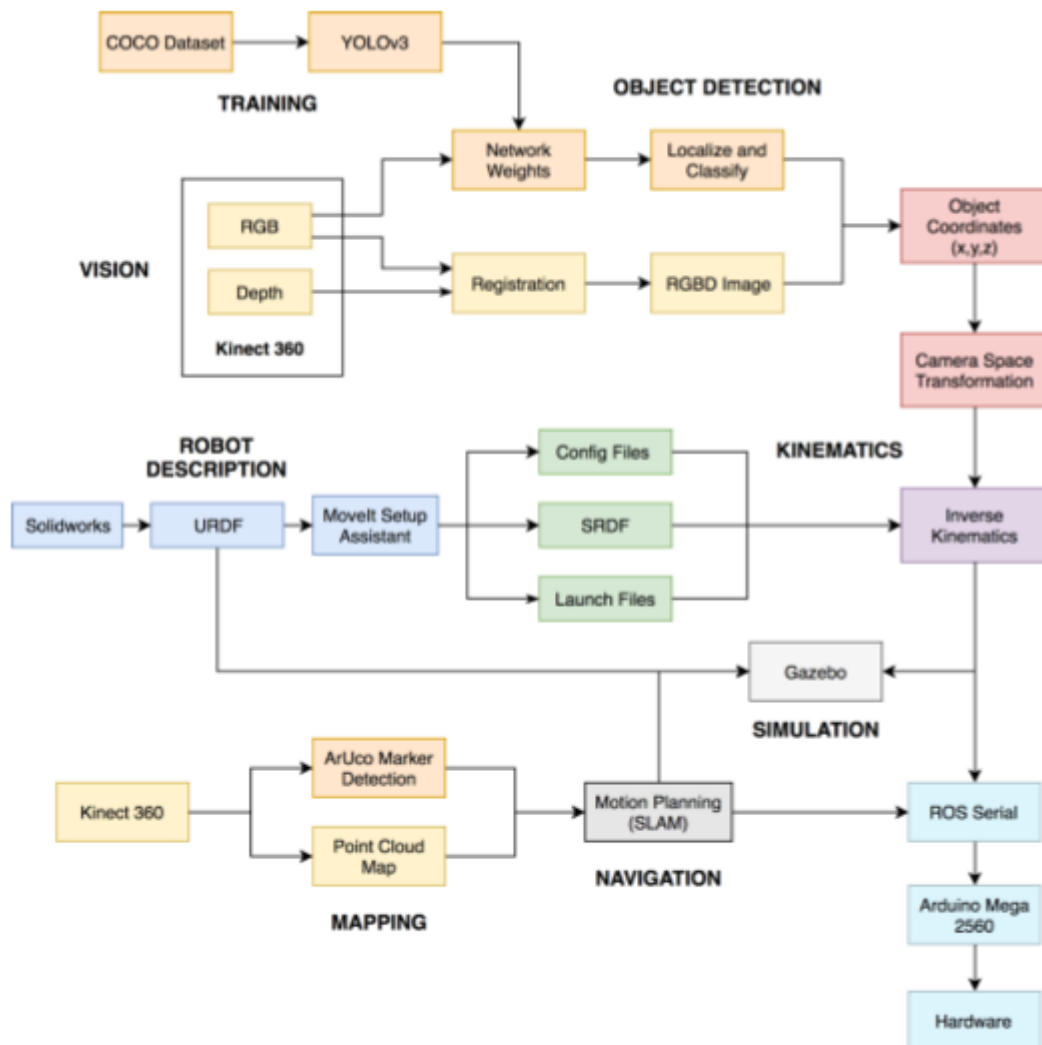 COCO Dataset
YOLOv3
TRAINING
OBJECT DETECTION
Network
Weights
Localize and
Classify
RGB
Depth
Kinect 360
VISION
Registration
RGBD Image
Object
Coordinates
(x,y,z)
Camera Space
Transformation
ROBOT
DESCRIPTION
KINEMATICS
Solidworks
URDF
MoveIt Setup
Assistant
Config Files
SRDF
Launch Files
Inverse
Kinematics
Gazebo
SIMULATION
Kinect 360
ArUco Marker
Detection
Point Cloud
Map
MAPPING
Motion Planning
(SLAM)
NAVIGATION
ROS Serial
Arduino Mega
2560
Hardware